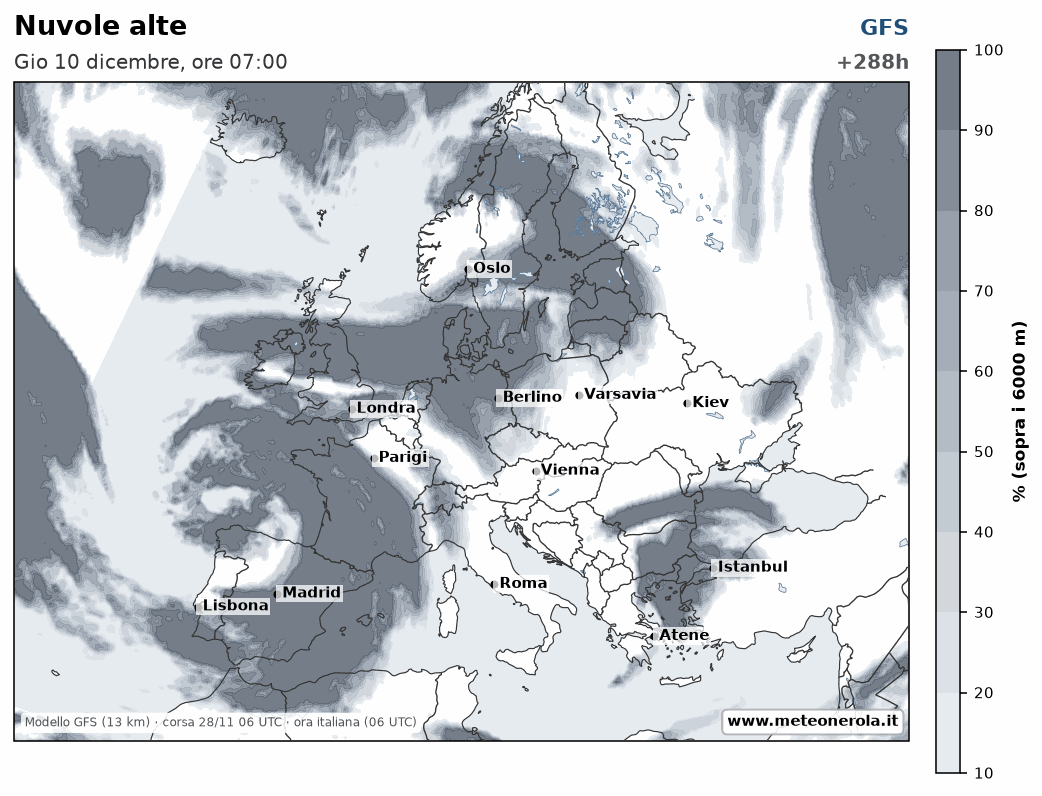 Nuvole alte
GFS
Gio 10 dicembre, ore 07:00
+288h
Oslo
Berlino
Varsavia
Kiev
Londra
Parigi
Vienna
Istanbul
Roma
Madrid
Lisbona
Atene
Modello GFS (13 km) · corsa 28/11 06 UTC · ora italiana (06 UTC)
www.meteonerola.it
100
90
80
70
60
50
40
30
20
10
% (sopra i 6000 m)